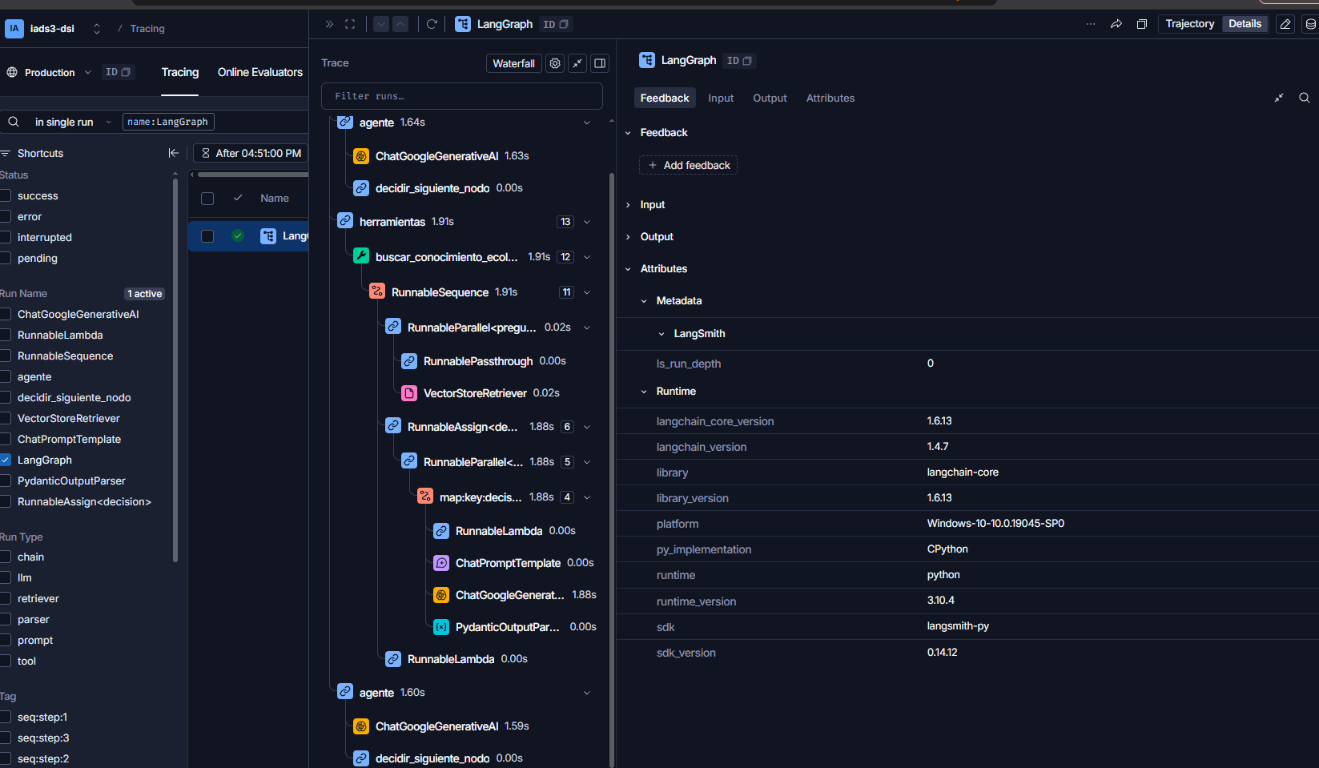 IA iads3-dsi / Tracing
Production ID Tracing Online Evaluators
in single run name:LangGraph
Shortcuts
After 04:51:00 PM
Status
success
error
interrupted
pending
Run Name 1 active
ChatGoogleGenerativeAI
RunnableLambda
RunnableSequence
agente
decidir_siguiente_nodo
VectorStoreRetriever
ChatPromptTemplate
LangGraph
PydanticOutputParser
RunnableAssign<decision>
Run Type
chain
llm
retriever
parser
prompt
tool
Tag
seq:step:1
seq:step:3
seq:step:2
Name
LangG
LangGraph ID
Trajectory Details
Trace Waterfall
Filter runs…
agente 1.64s
ChatGoogleGenerativeAI 1.63s
decidir_siguiente_nodo 0.00s
herramientas 1.91s 13
buscar_conocimiento_ecol... 1.91s 12
RunnableSequence 1.91s 11
RunnableParallel<pregu... 0.02s
RunnablePassthrough 0.00s
VectorStoreRetriever 0.02s
RunnableAssign<de... 1.88s 6
RunnableParallel<... 1.88s 5
map:key:decis... 1.88s 4
RunnableLambda 0.00s
ChatPromptTemplate 0.00s
ChatGoogleGenerat... 1.88s
PydanticOutputPar... 0.00s
RunnableLambda 0.00s
agente 1.60s
ChatGoogleGenerativeAI 1.59s
decidir_siguiente_nodo 0.00s
LangGraph ID
Feedback Input Output Attributes
Feedback
+ Add feedback
Input
Output
Attributes
Metadata
LangSmith
ls_run_depth 0
Runtime
langchain_core_version 1.6.13
langchain_version 1.4.7
library langchain-core
library_version 1.6.13
platform Windows-10-10.0.19045-SP0
py_implementation CPython
runtime python
runtime_version 3.10.4
sdk langsmith-py
sdk_version 0.14.12